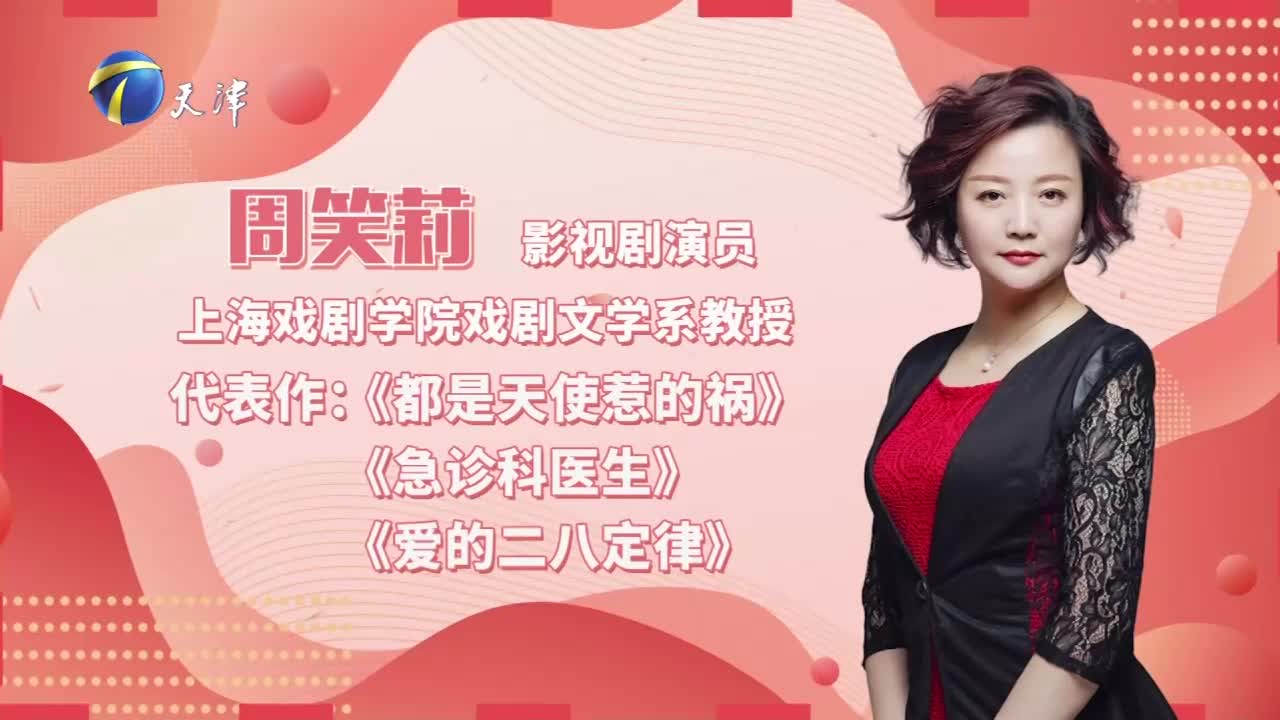 天津
周笑莉 影视剧演员
上海戏剧学院戏剧文学系教授
代表作：《都是天使惹的祸》
《急诊科医生》
《爱的二八定律》